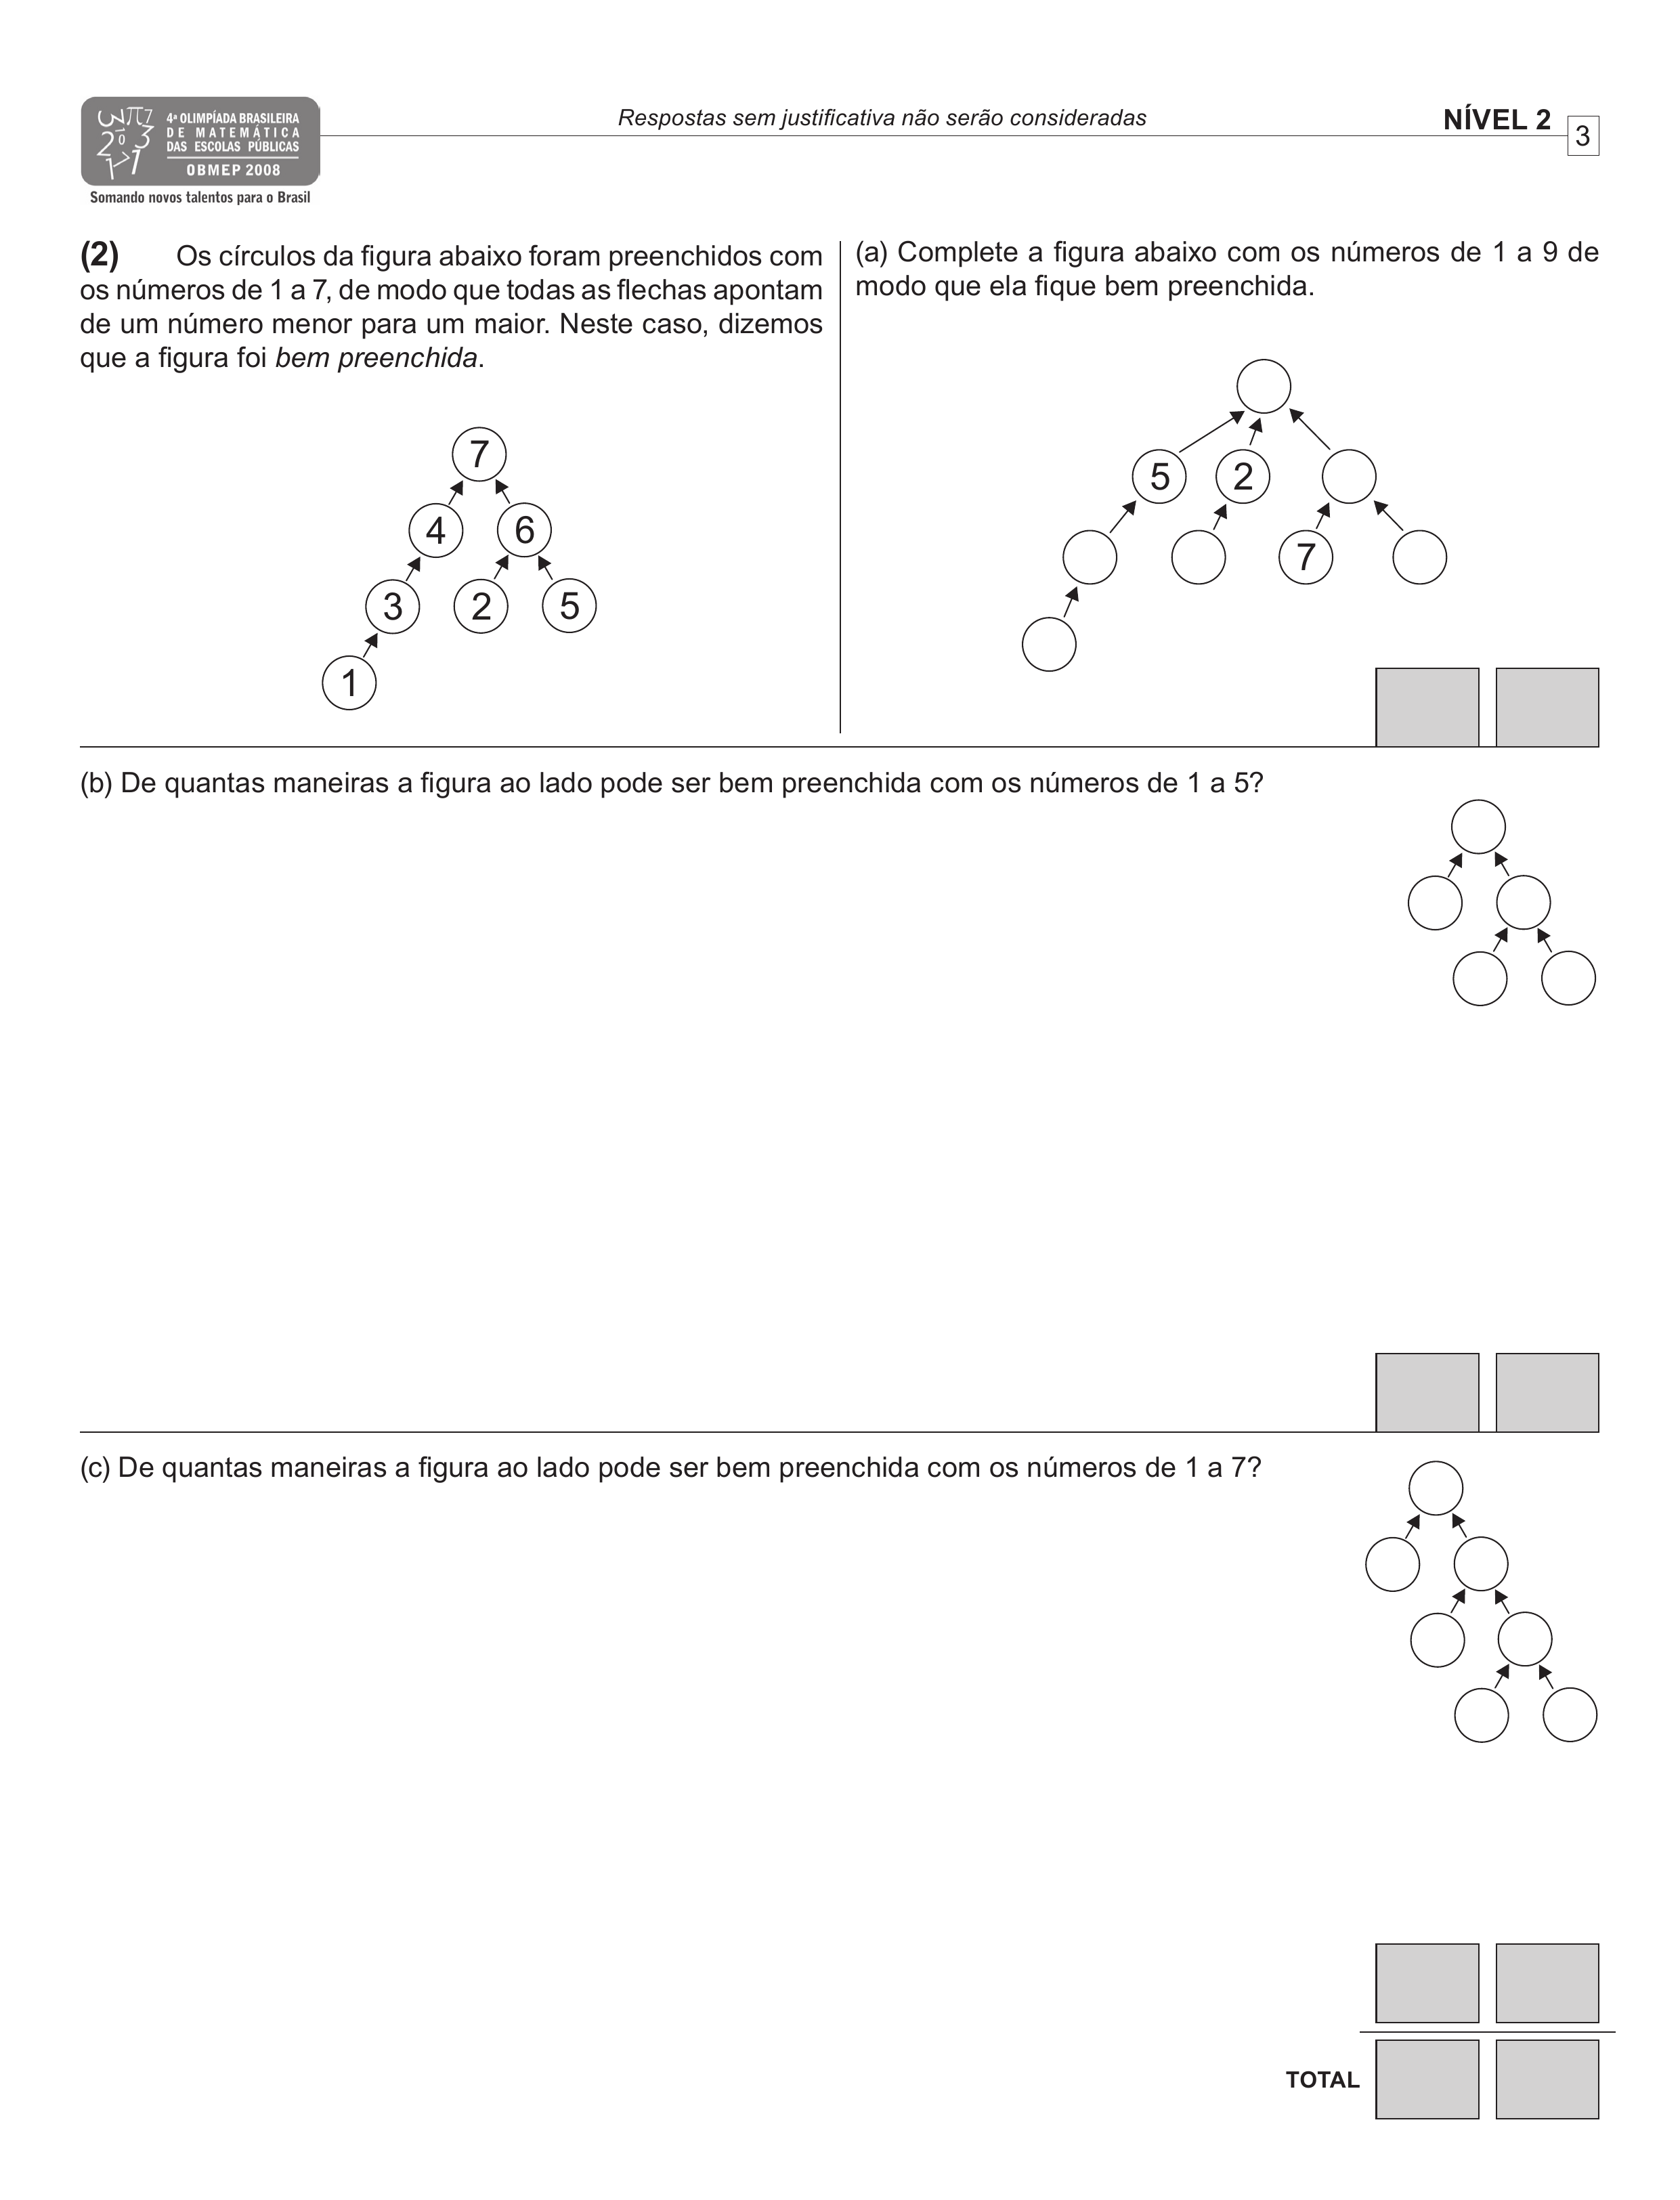 4ª OLIMPÍADA BRASILEIRA
DE MATEMÁTICA
DAS ESCOLAS PÚBLICAS
OBMEP 2008
Somando novos talentos para o Brasil
Respostas sem justificativa não serão consideradas
NÍVEL 2
3
(2) Os círculos da figura abaixo foram preenchidos com
os números de 1 a 7, de modo que todas as flechas apontam
de um número menor para um maior. Neste caso, dizemos
que a figura foi bem preenchida.
7
4 6
3 2 5
1
(a) Complete a figura abaixo com os números de 1 a 9 de
modo que ela fique bem preenchida.
5 2
7
(b) De quantas maneiras a figura ao lado pode ser bem preenchida com os números de 1 a 5?
(c) De quantas maneiras a figura ao lado pode ser bem preenchida com os números de 1 a 7?
TOTAL